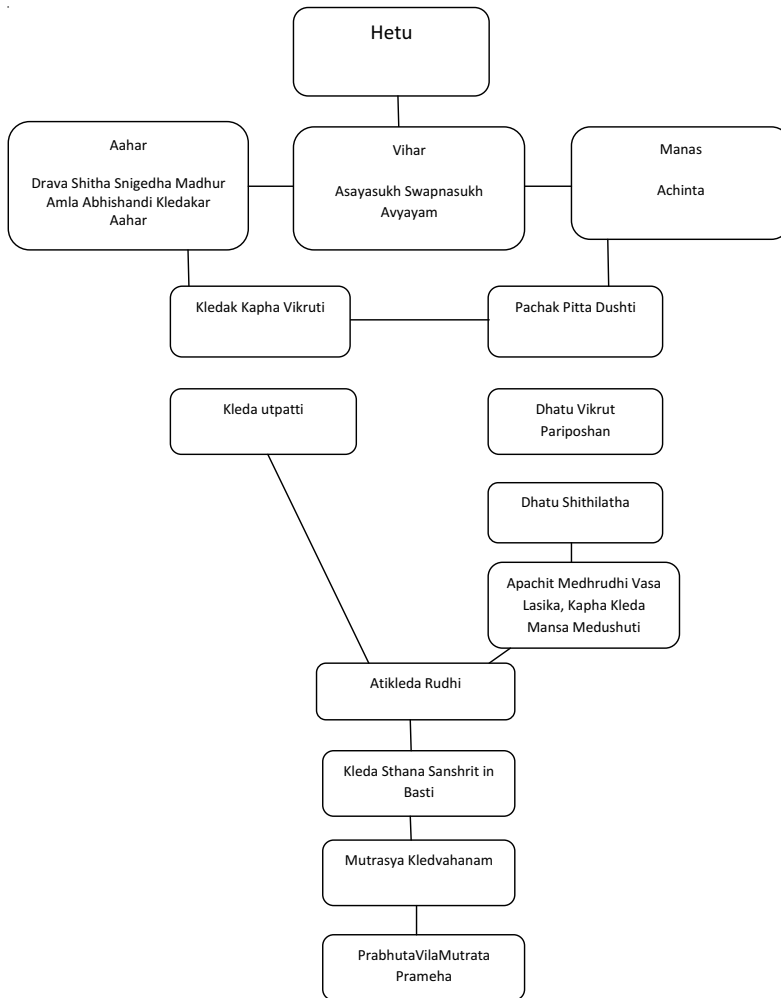 Hetu
Aahar
Drava Shitha Snigedha Madhur
Amla Abhishandi Kledakar
Aahar
Vihar
Asayasukh Swapnasukh
Avyayam
Manas
Achinta
Kledak Kapha Vikruti
Pachak Pitta Dushti
Kleda utpatti
Dhatu Vikrut
Pariposhan
Dhatu Shithilatha
Apachit Medhrudhi Vasa
Lasika, Kapha Kleda
Mansa Medushuti
Atikleda Rudhi
Kleda Sthana Sanshrit in
Basti
Mutrasya Kledvahanam
PrabhutaVilaMutrata
Prameha